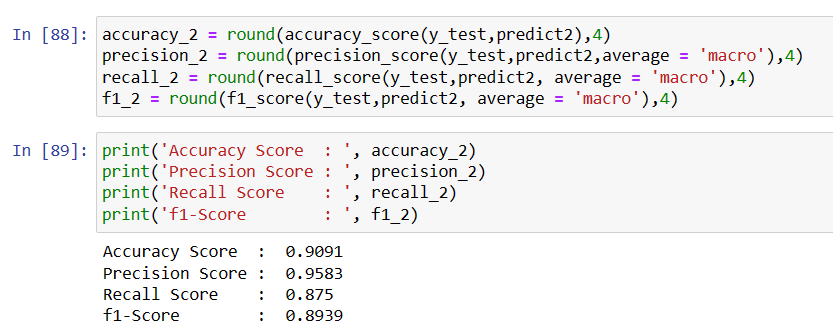 In [88]: accuracy_2 = round(accuracy_score(y_test,predict2),4)
precision_2 = round(precision_score(y_test,predict2,average = 'macro'),4)
recall_2 = round(recall_score(y_test,predict2, average = 'macro'),4)
f1_2 = round(f1_score(y_test,predict2, average = 'macro'),4)
In [89]: print('Accuracy Score  : ', accuracy_2)
print('Precision Score : ', precision_2)
print('Recall Score    : ', recall_2)
print('f1-Score        : ', f1_2)
Accuracy Score  :  0.9091
Precision Score :  0.9583
Recall Score    :  0.875
f1-Score        :  0.8939